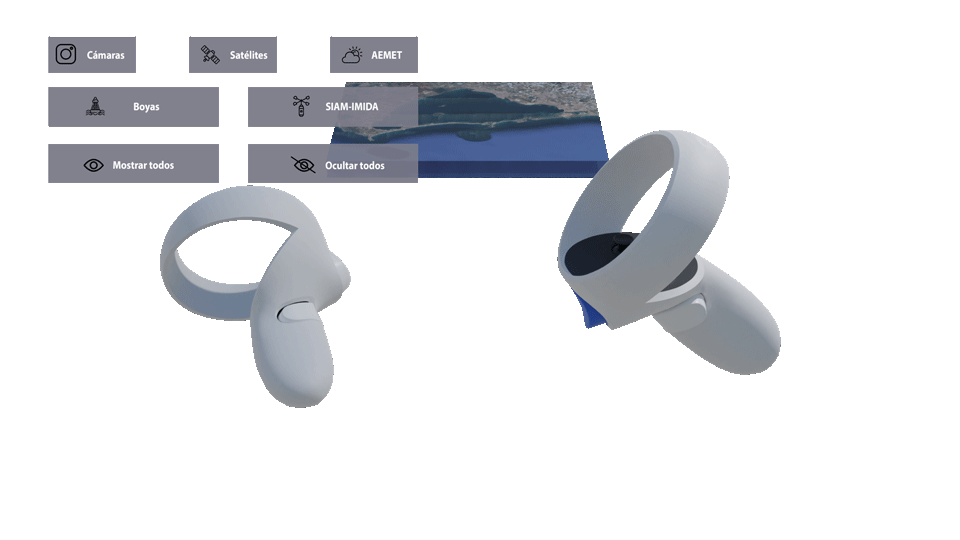 Cámaras
Satélites
AEMET
Boyas
SIAM-IMIDA
Mostrar todos
Ocultar todos